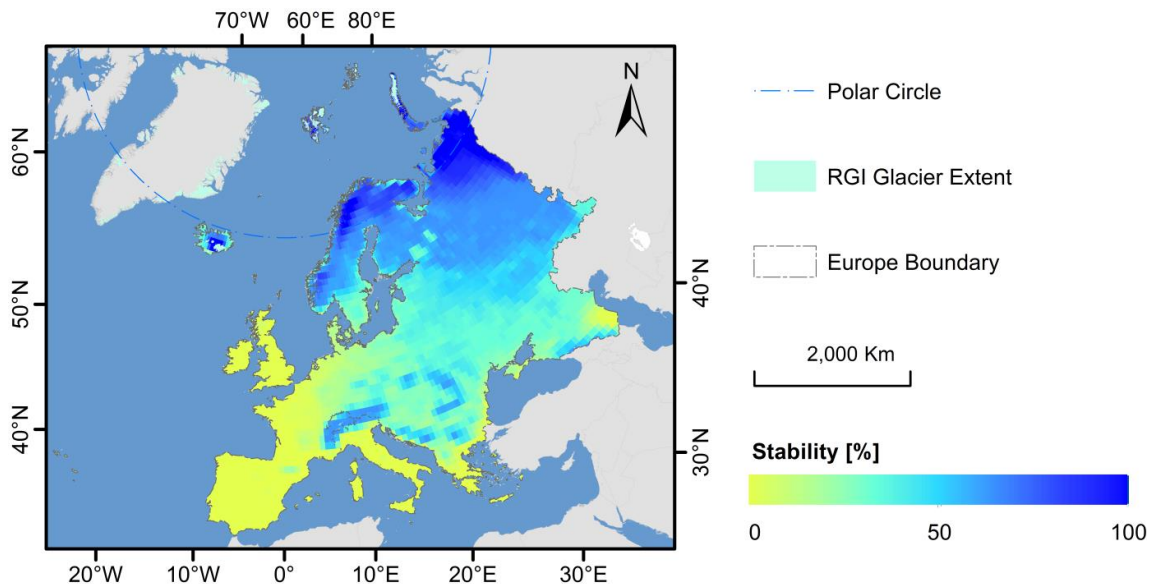 70°W 60°E 80°E
N
60°N
50°N
40°N
40°N
30°N
20°W 10°W 0° 10°E 20°E 30°E
Polar Circle
RGI Glacier Extent
Europe Boundary
2,000 Km
Stability [%]
0 50 100